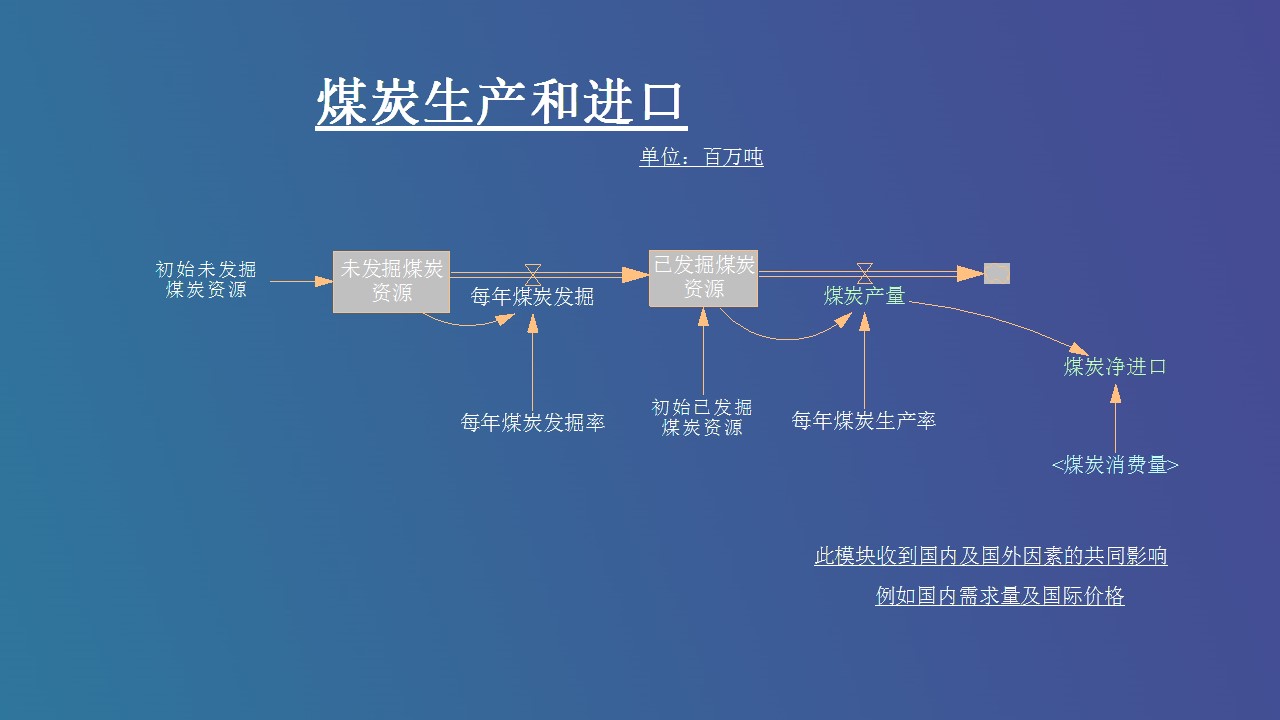 煤炭生产和进口
单位：百万吨
初始未发掘
煤炭资源
未发掘煤炭
资源
每年煤炭发掘
已发掘煤炭
资源
煤炭产量
煤炭净进口
每年煤炭发掘率
初始已发掘
煤炭资源
每年煤炭生产率
<煤炭消费量>
此模块收到国内及国外因素的共同影响
例如国内需求量及国际价格